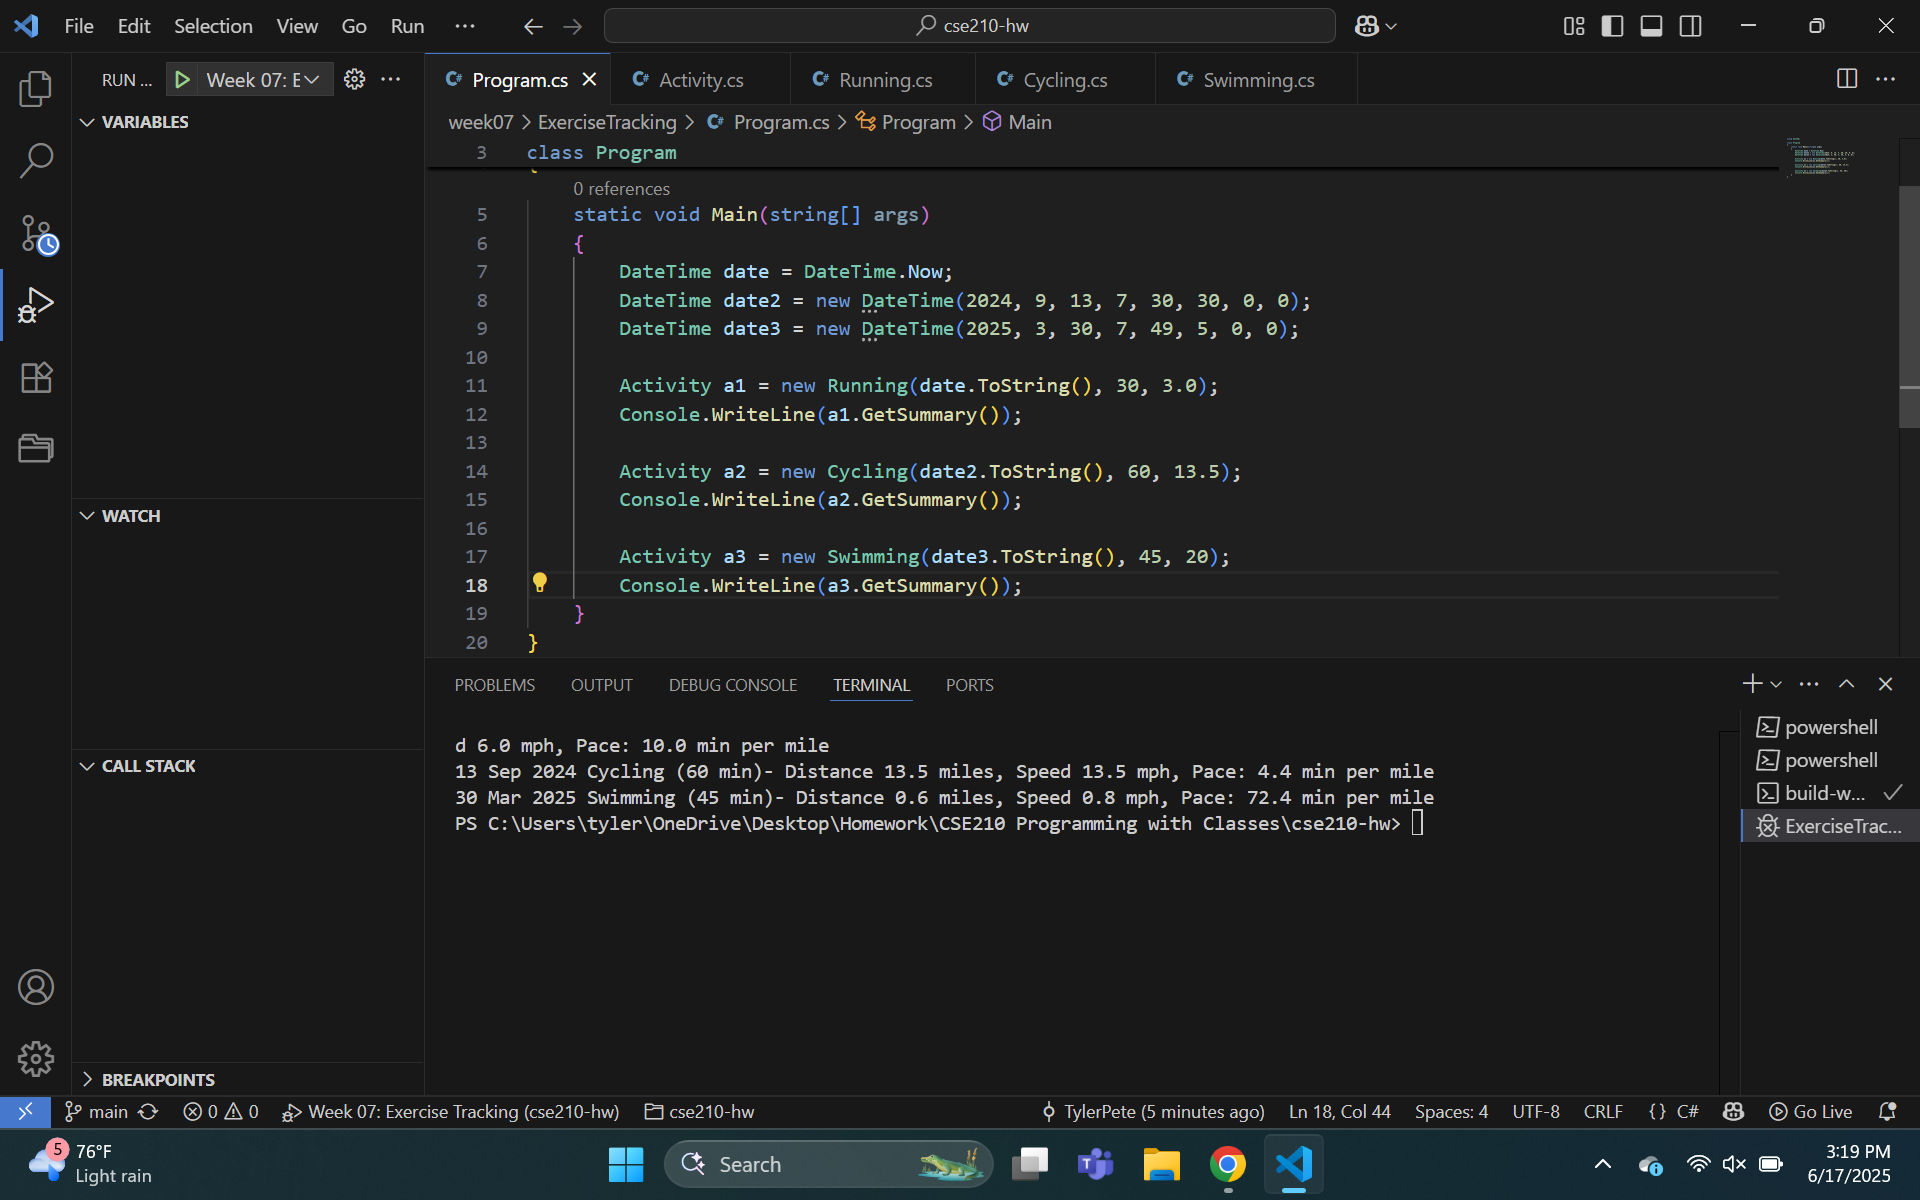 File Edit Selection View Go Run ··· cse210-hw
RUN ... Week 07: E ···
Program.cs Activity.cs Running.cs Cycling.cs Swimming.cs
week07 > ExerciseTracking > Program.cs > Program > Main
VARIABLES
WATCH
CALL STACK
BREAKPOINTS
3 class Program
0 references
5 static void Main(string[] args)
6 {
7 DateTime date = DateTime.Now;
8 DateTime date2 = new DateTime(2024, 9, 13, 7, 30, 30, 0, 0);
9 DateTime date3 = new DateTime(2025, 3, 30, 7, 49, 5, 0, 0);
10
11 Activity a1 = new Running(date.ToString(), 30, 3.0);
12 Console.WriteLine(a1.GetSummary());
13
14 Activity a2 = new Cycling(date2.ToString(), 60, 13.5);
15 Console.WriteLine(a2.GetSummary());
16
17 Activity a3 = new Swimming(date3.ToString(), 45, 20);
18 Console.WriteLine(a3.GetSummary());
19 }
20 }
PROBLEMS OUTPUT DEBUG CONSOLE TERMINAL PORTS
d 6.0 mph, Pace: 10.0 min per mile
13 Sep 2024 Cycling (60 min)- Distance 13.5 miles, Speed 13.5 mph, Pace: 4.4 min per mile
30 Mar 2025 Swimming (45 min)- Distance 0.6 miles, Speed 0.8 mph, Pace: 72.4 min per mile
PS C:\Users\tyler\OneDrive\Desktop\Homework\CSE210 Programming with Classes\cse210-hw>
powershell
powershell
build-w...
ExerciseTrac...
main 0 0 Week 07: Exercise Tracking (cse210-hw) cse210-hw TylerPete (5 minutes ago) Ln 18, Col 44 Spaces: 4 UTF-8 CRLF {} C# Go Live
5 76°F
Light rain
Search
3:19 PM
6/17/2025